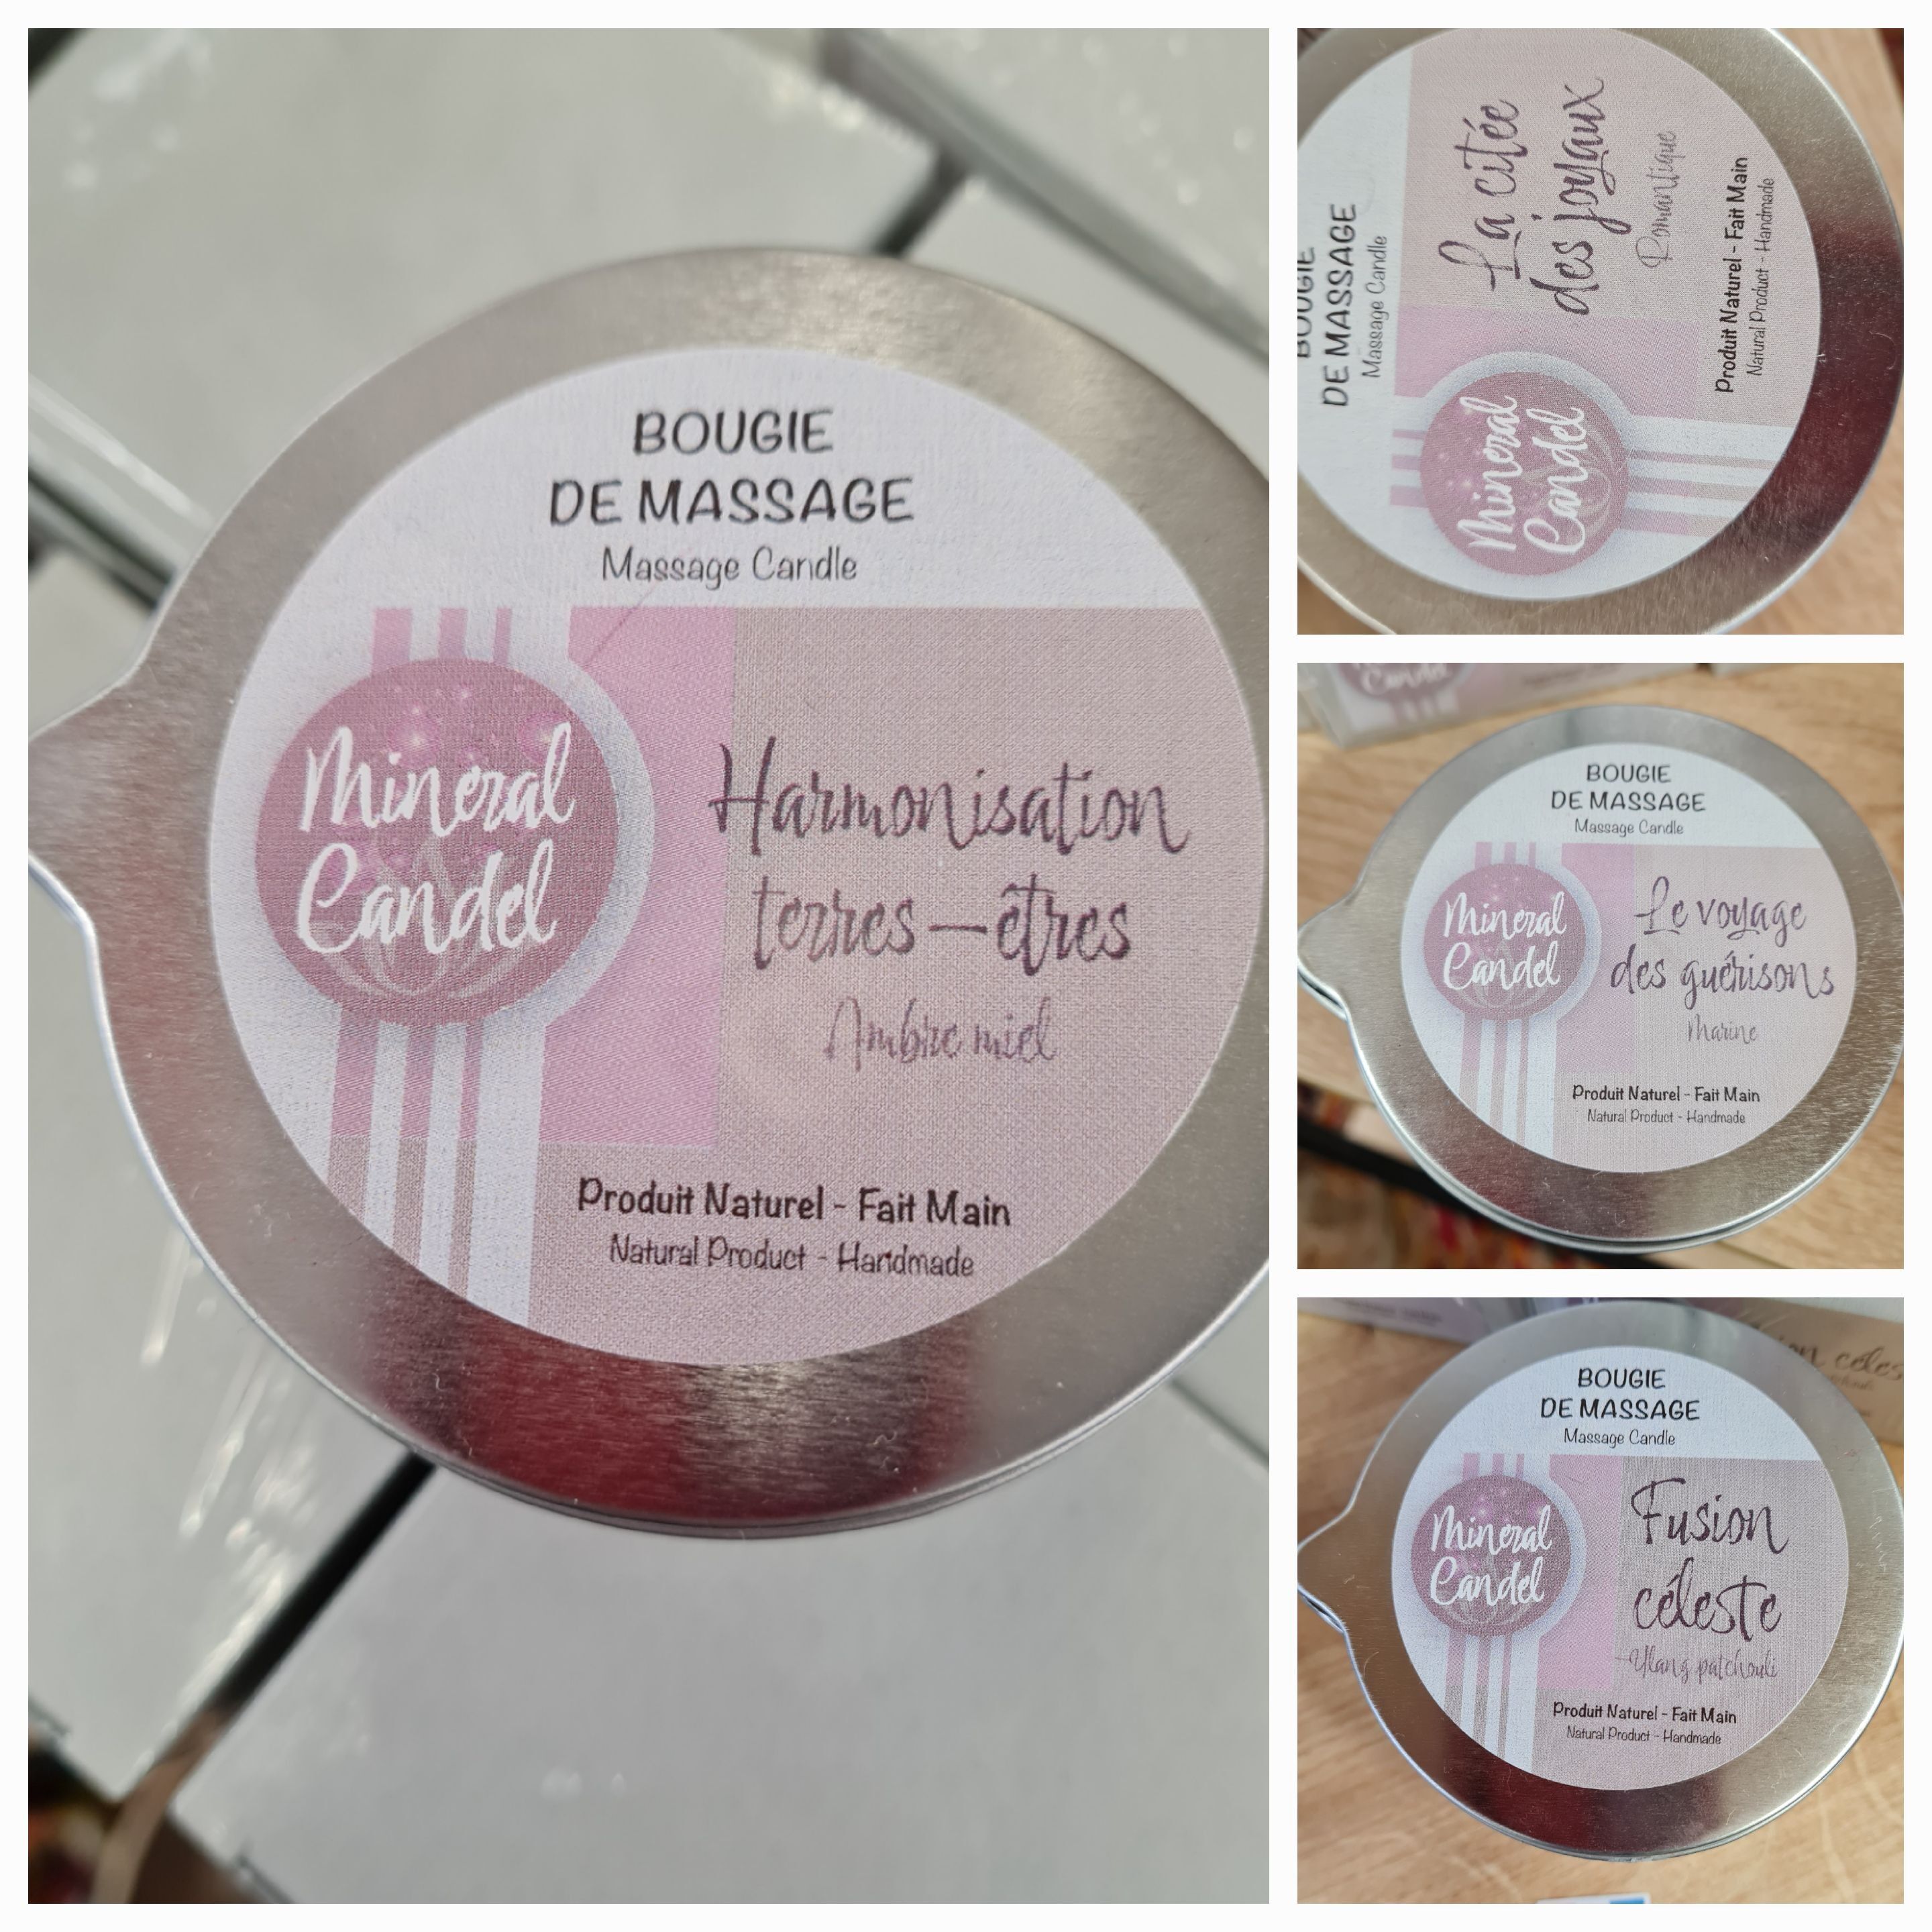 BOUGIE
DE MASSAGE
Massage Candle
Mineral
Candel
Harmonisation
terres-êtres
Ambre miel
Produit Naturel - Fait Main
Natural Product - Handmade
BOUGIE
DE MASSAGE
Massage Candle
Mineral
Candel
La citée
des joyaux
Romantique
Produit Naturel - Fait Main
Natural Product - Handmade
Candel
BOUGIE
DE MASSAGE
Massage Candle
Mineral
Candel
Le voyage
des guérisons
Marine
Produit Naturel - Fait Main
Natural Product - Handmade
BOUGIE
DE MASSAGE
Massage Candle
Mineral
Candel
Fusion
céleste
Ylang patchouli
Produit Naturel - Fait Main
Natural Product - Handmade